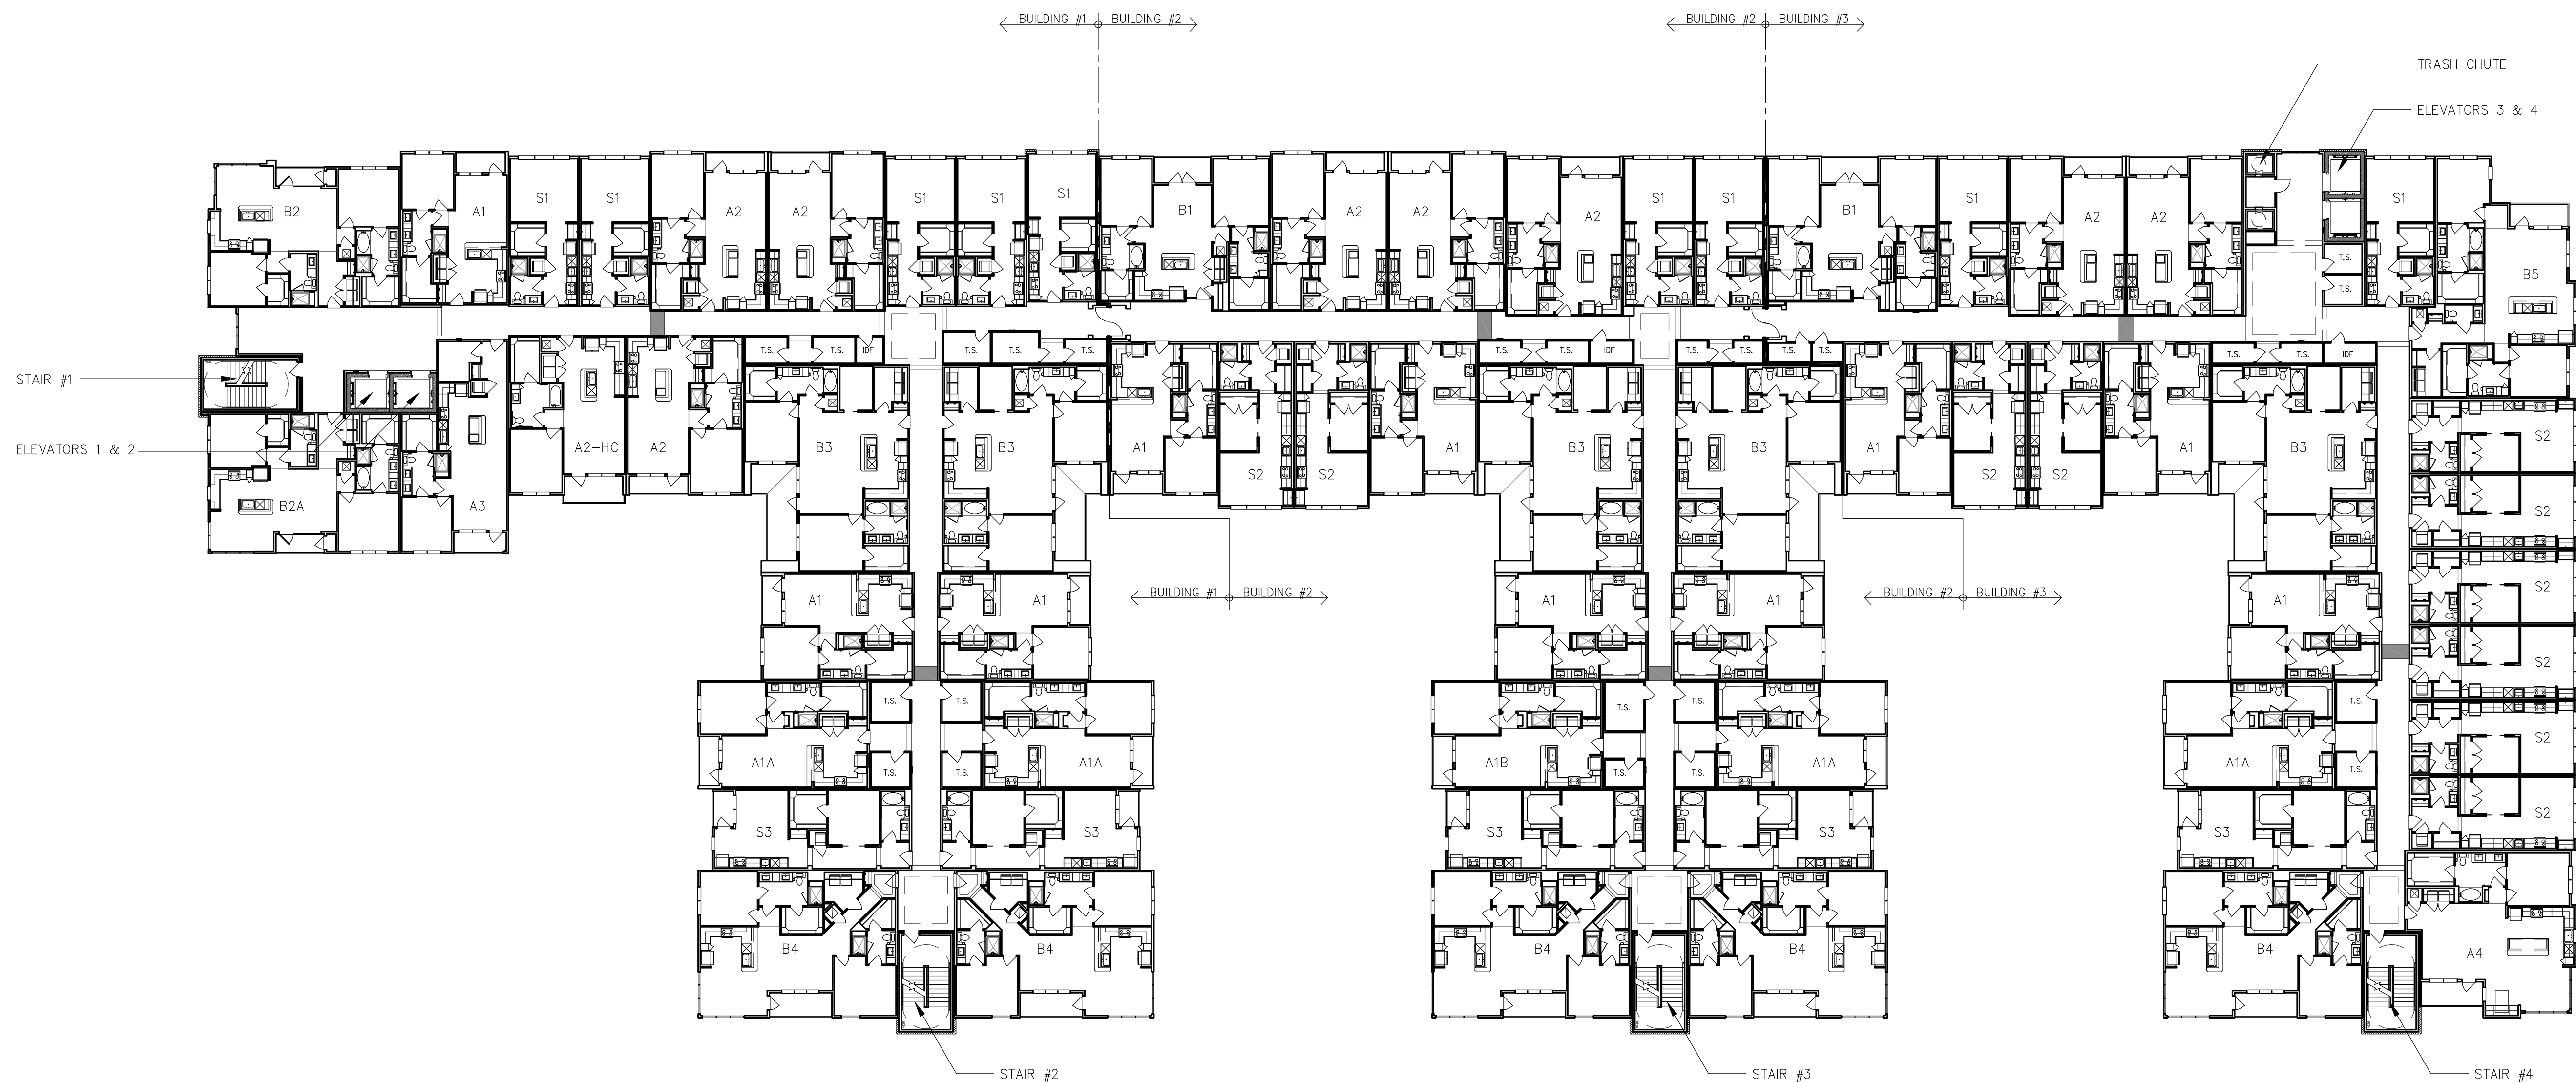 BUILDING #1 BUILDING #2
BUILDING #2 BUILDING #3
TRASH CHUTE
ELEVATORS 3 & 4
B2
A1
S1
S1
A2
A2
S1
S1
S1
B1
A2
A2
A2
S1
S1
B1
S1
A2
A2
S1
B5
T.S.
T.S.
T.S.
T.S.
IDF
T.S.
T.S.
T.S.
T.S.
T.S.
IDF
T.S.
T.S.
T.S.
T.S.
T.S.
T.S.
IDF
STAIR #1
ELEVATORS 1 & 2
B2A
A3
A2-HC
A2
B3
B3
A1
S2
S2
A1
B3
B3
A1
S2
S2
A1
B3
S2
S2
S2
S2
S2
S2
BUILDING #1 BUILDING #2
BUILDING #2 BUILDING #3
A1
A1
A1
A1
A1
T.S.
T.S.
T.S.
T.S.
T.S.
A1A
A1A
A1B
A1A
A1A
T.S.
T.S.
T.S.
T.S.
T.S.
S3
S3
S3
S3
S3
B4
B4
B4
B4
B4
A4
STAIR #2
STAIR #3
STAIR #4